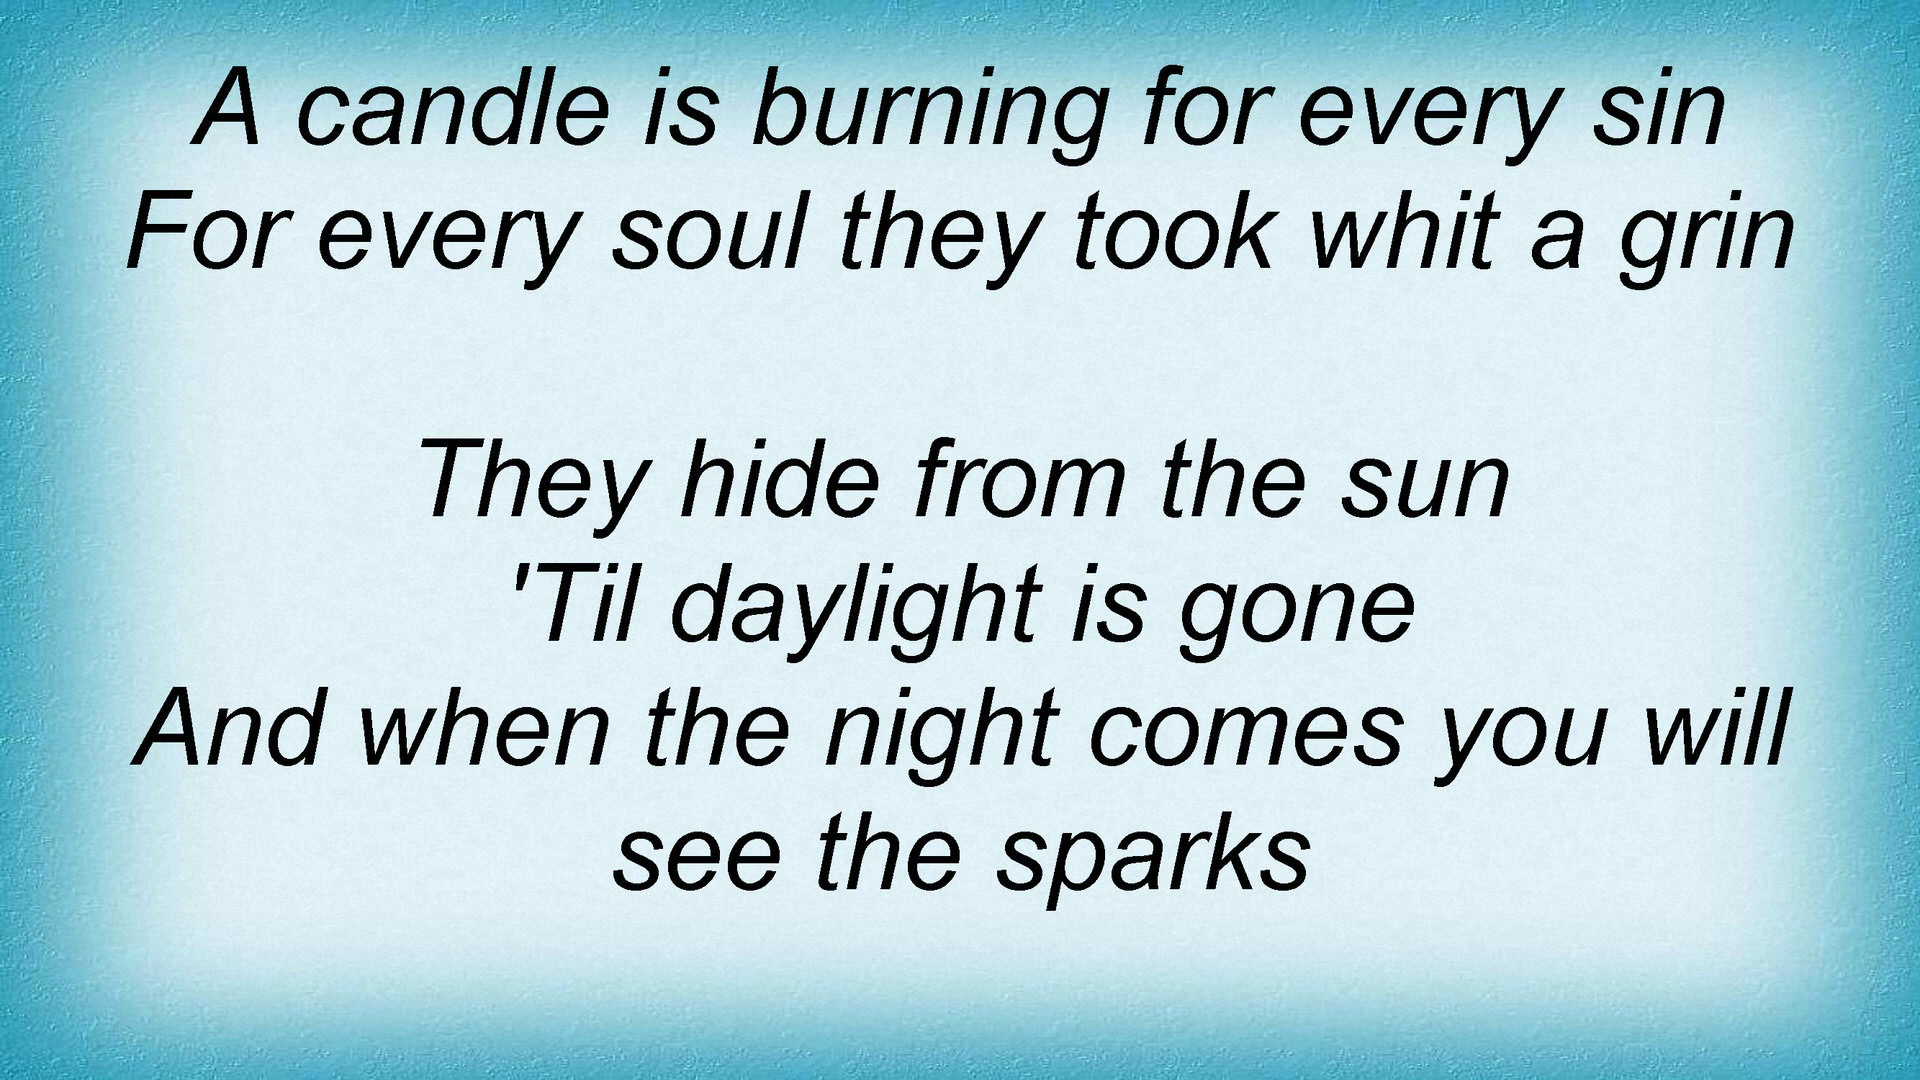 A candle is burning for every sin
For every soul they took whit a grin
They hide from the sun
'Til daylight is gone
And when the night comes you will
see the sparks